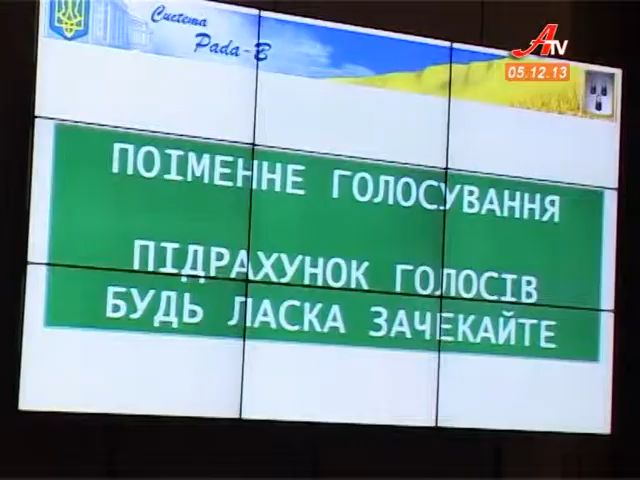 Система
Рада-В
АTV
05.12.13
ПОІМЕННЕ ГОЛОСУВАННЯ
ПІДРАХУНОК ГОЛОСІВ
БУДЬ ЛАСКА ЗАЧЕКАЙТЕ